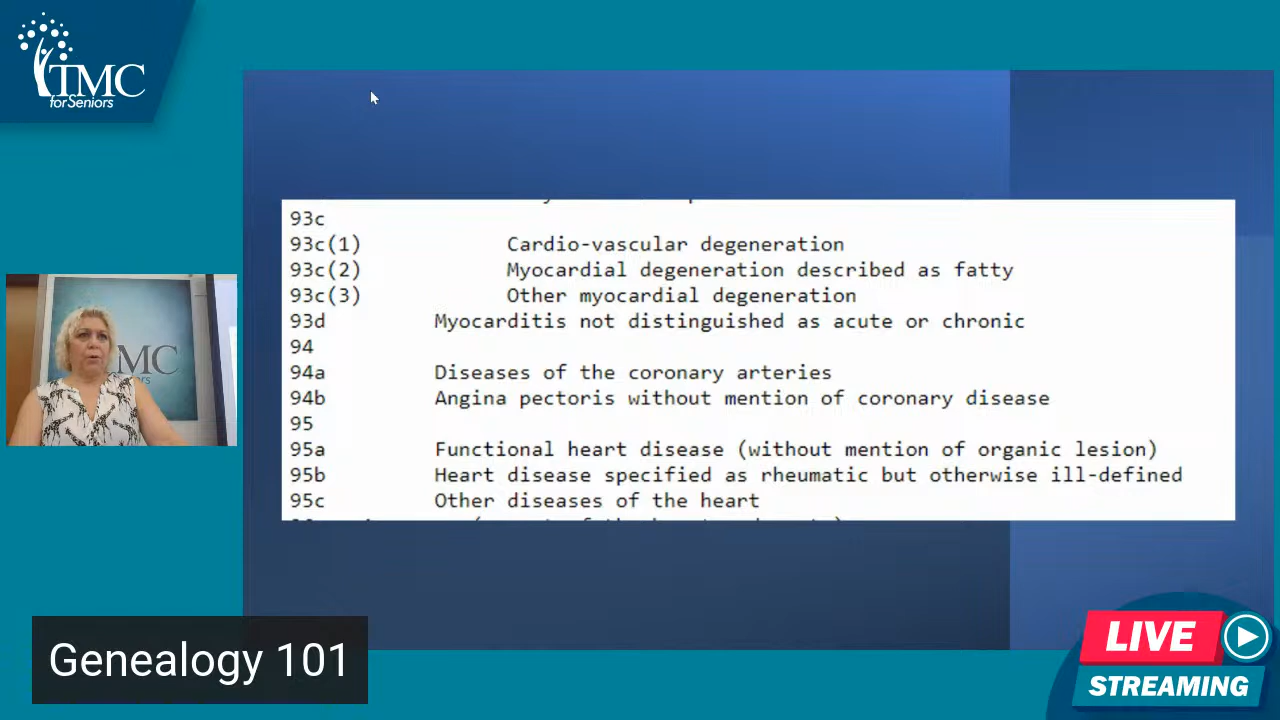 TMC
for Seniors
93c
93c(1) Cardio-vascular degeneration
93c(2) Myocardial degeneration described as fatty
93c(3) Other myocardial degeneration
93d Myocarditis not distinguished as acute or chronic
94
94a Diseases of the coronary arteries
94b Angina pectoris without mention of coronary disease
95
95a Functional heart disease (without mention of organic lesion)
95b Heart disease specified as rheumatic but otherwise ill-defined
95c Other diseases of the heart
MC
Genealogy 101
LIVE
STREAMING